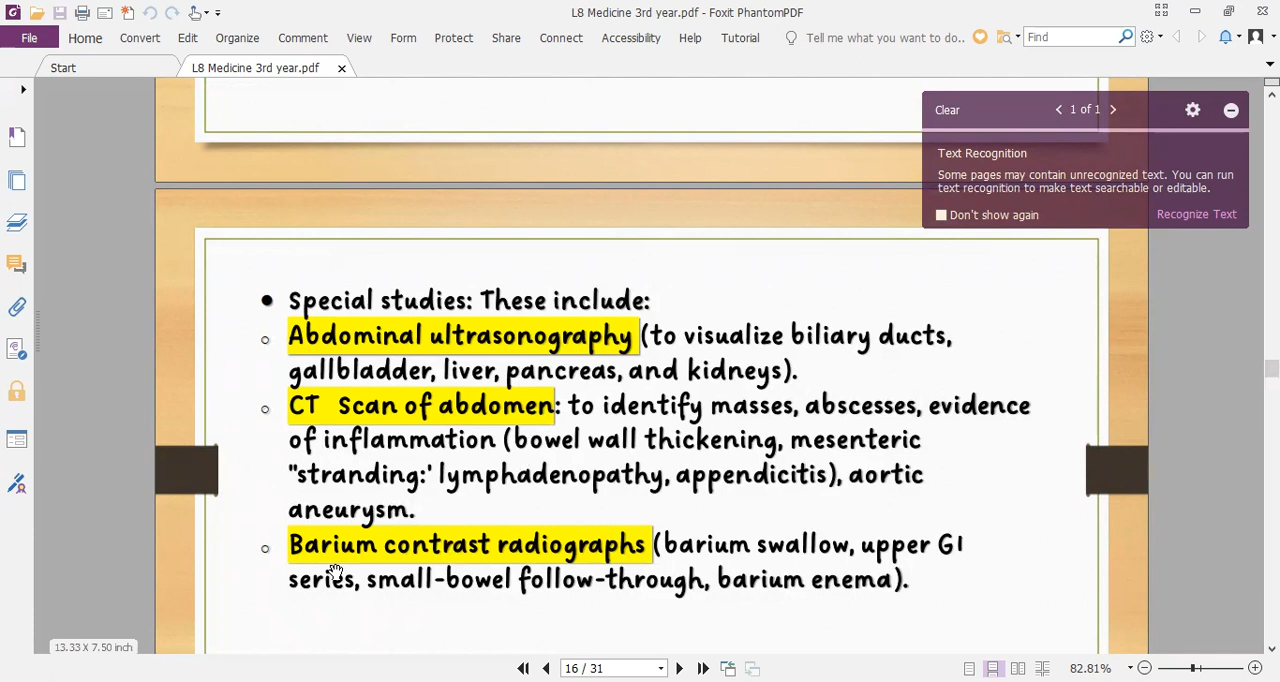 L8 Medicine 3rd year.pdf - Foxit PhantomPDF
File Home Convert Edit Organize Comment View Form Protect Share Connect Accessibility Help Tutorial Tell me what you want to do.. Find
Start L8 Medicine 3rd year.pdf
Clear 1 of 1
Text Recognition
Some pages may contain unrecognized text. You can run
text recognition to make text searchable or editable.
Don't show again Recognize Text
• Special studies: These include:
○ Abdominal ultrasonography (to visualize biliary ducts,
gallbladder, liver, pancreas, and kidneys).
○ CT Scan of abdomen: to identify masses, abscesses, evidence
of inflammation (bowel wall thickening, mesenteric
"stranding:' lymphadenopathy, appendicitis), aortic
aneurysm.
○ Barium contrast radiographs (barium swallow, upper GI
series, small-bowel follow-through, barium enema).
13.33 x 7.50 inch
16 / 31 82.81%